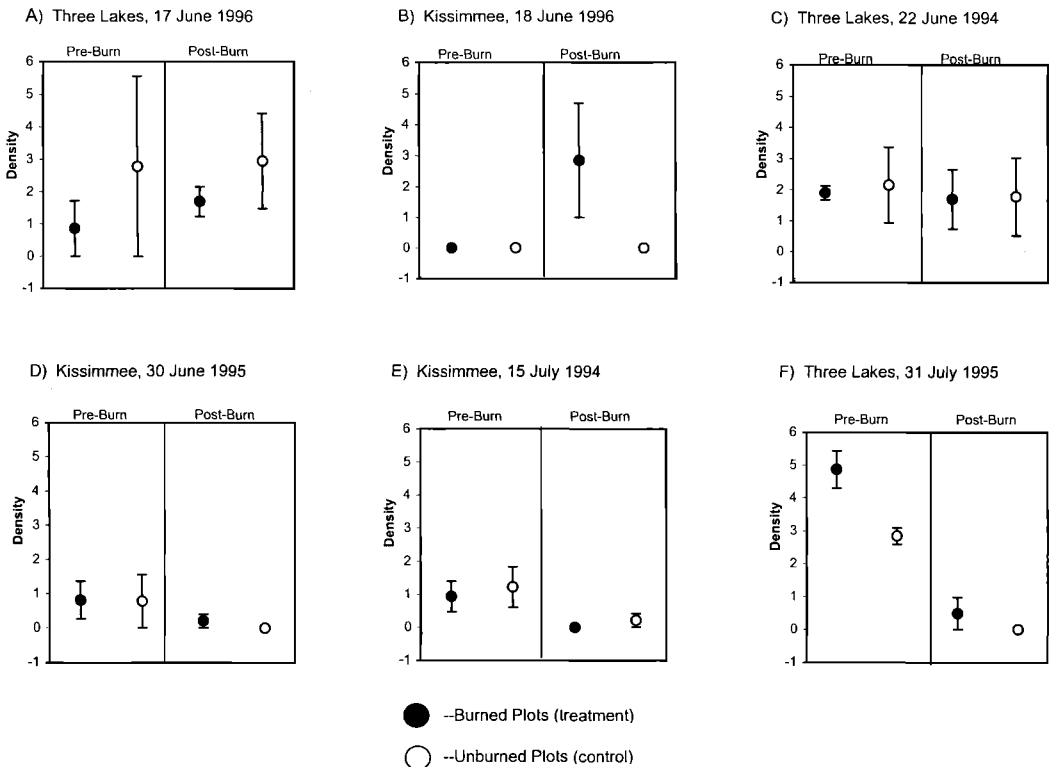 A) Three Lakes, 17 June 1996
Pre-Burn Post-Burn
6
5
4
3
2
1
0
-1
Density
B) Kissimmee, 18 June 1996
Pre-Burn Post-Burn
6
5
4
3
2
1
0
-1
Density
C) Three Lakes, 22 June 1994
Pre-Burn Post-Burn
6
5
4
3
2
1
0
-1
Density
D) Kissimmee, 30 June 1995
Pre-Burn Post-Burn
6
5
4
3
2
1
0
-1
Density
E) Kissimmee, 15 July 1994
Pre-Burn Post-Burn
6
5
4
3
2
1
0
-1
Density
F) Three Lakes, 31 July 1995
Pre-Burn Post-Burn
6
5
4
3
2
1
0
-1
Density
--Burned Plots (treatment)
--Unburned Plots (control)